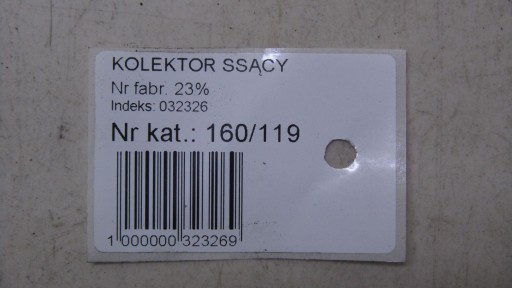 KOLEKTOR SSĄCY
Nr fabr. 23%
Indeks: 032326
Nr kat.: 160/119
1 000000 323269